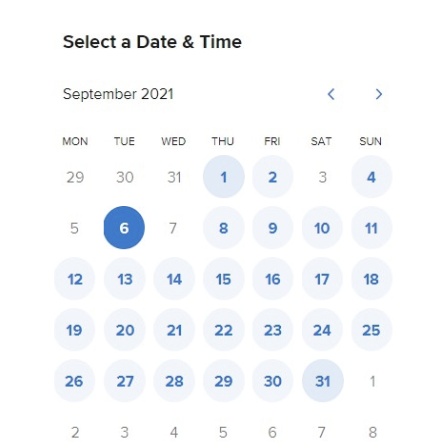 Select a Date & Time
September 2021 < >
MON TUE WED THU FRI SAT SUN
29 30 31 1 2 3 4
5 6 7 8 9 10 11
12 13 14 15 16 17 18
19 20 21 22 23 24 25
26 27 28 29 30 31 1
2 3 4 5 6 7 8